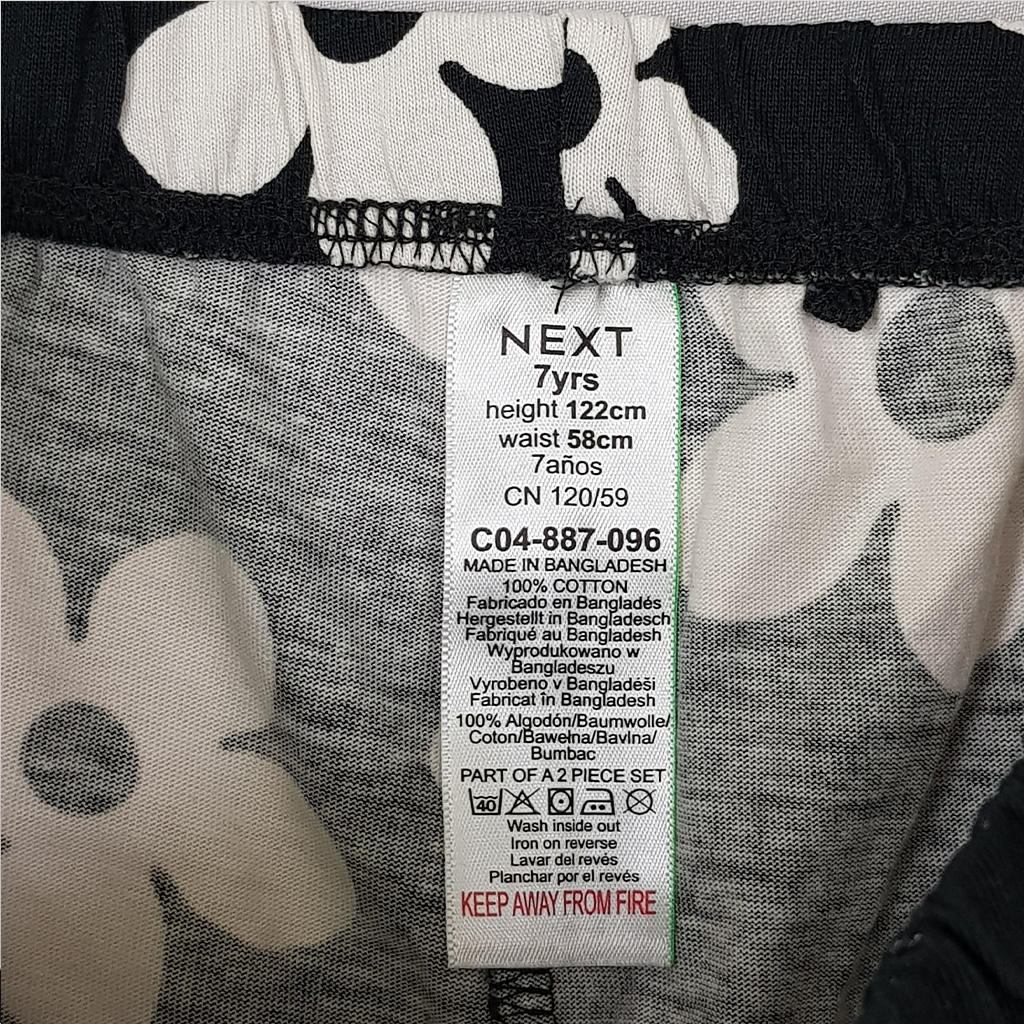 NEXT
7yrs
height 122cm
waist 58cm
7años
CN 120/59
C04-887-096
MADE IN BANGLADESH
100% COTTON
Fabricado en Bangladés
Hergestellt in Bangladesch
Fabriqué au Bangladesh
Wyprodukowano w
Bangladeszu
Vyrobeno v Bangladéši
Fabricat în Bangladesh
100% Algodón/Baumwolle/
Coton/Bawełna/Bavlna/
Bumbac
PART OF A 2 PIECE SET
40
Wash inside out
Iron on reverse
Lavar del revés
Planchar por el revés
KEEP AWAY FROM FIRE